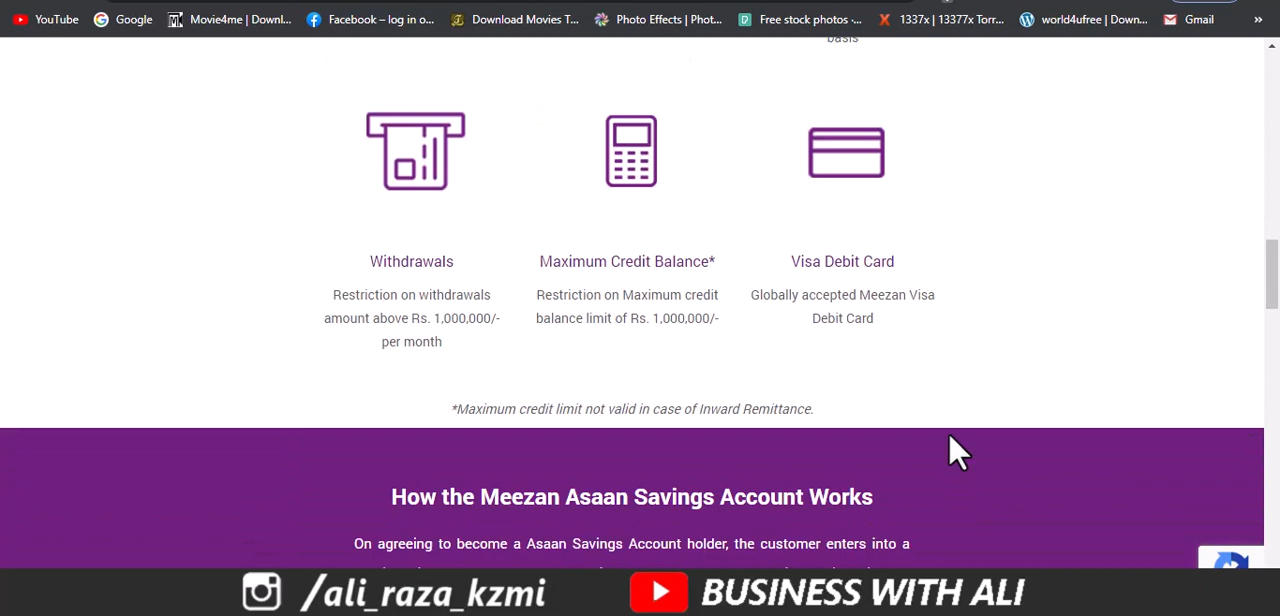 YouTube Google Movie4me | Downl... Facebook – log in o... Download Movies T... Photo Effects | Phot... Free stock photos ·... 1337x | 13377x Torr... world4ufree | Down... Gmail »
basis
Withdrawals Maximum Credit Balance* Visa Debit Card
Restriction on withdrawals Restriction on Maximum credit Globally accepted Meezan Visa
amount above Rs. 1,000,000/- balance limit of Rs. 1,000,000/- Debit Card
per month
*Maximum credit limit not valid in case of Inward Remittance.
How the Meezan Asaan Savings Account Works
On agreeing to become a Asaan Savings Account holder, the customer enters into a
/ali_raza_kzmi BUSINESS WITH ALI